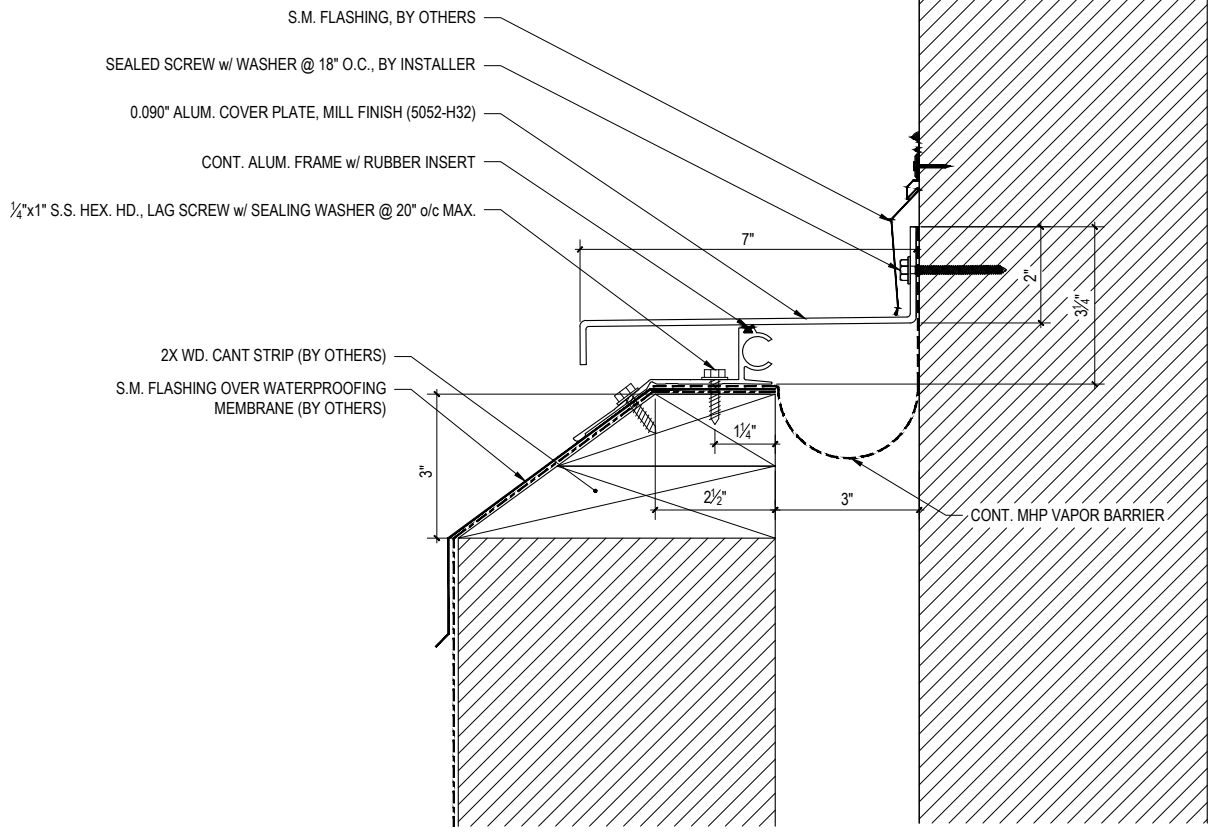 S.M. FLASHING, BY OTHERS
SEALED SCREW w/ WASHER @ 18" O.C., BY INSTALLER
0.090" ALUM. COVER PLATE, MILL FINISH (5052-H32)
CONT. ALUM. FRAME w/ RUBBER INSERT
¼"x1" S.S. HEX. HD., LAG SCREW w/ SEALING WASHER @ 20" o/c MAX.
7"
2"
3¼"
2X WD. CANT STRIP (BY OTHERS)
S.M. FLASHING OVER WATERPROOFING
MEMBRANE (BY OTHERS)
1¼"
3"
2½"
3"
CONT. MHP VAPOR BARRIER